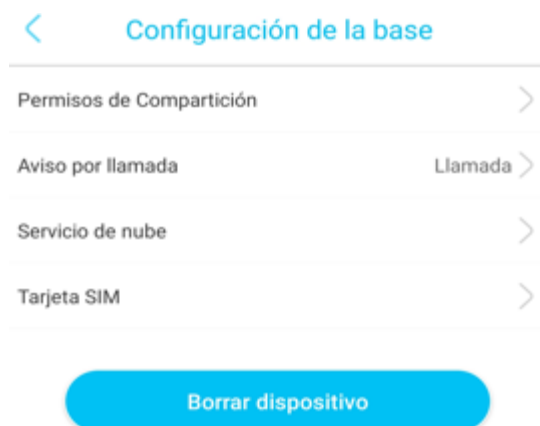 Configuración de la base
Permisos de Compartición
Aviso por llamada Llamada
Servicio de nube
Tarjeta SIM
Borrar dispositivo